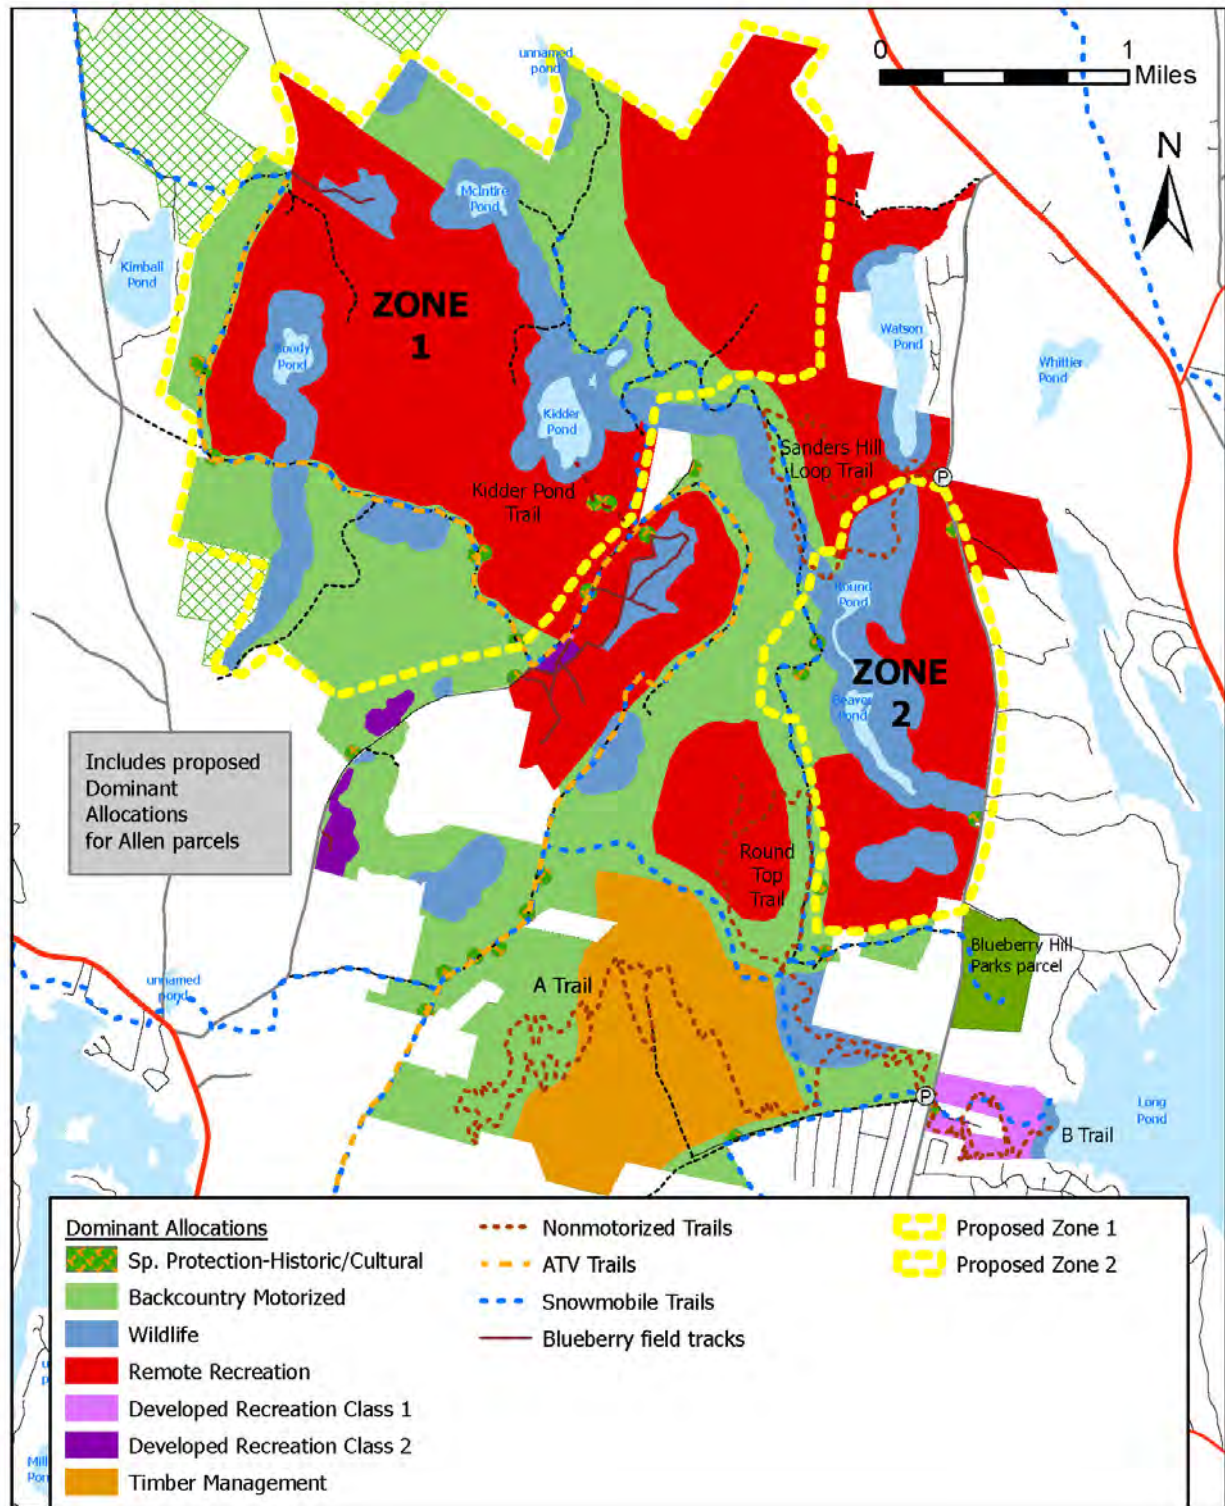 unnamed
pond
0
1
Miles
N
McIntire
Pond
Kimball
Pond
ZONE
1
Pond
Watson
Pond
Whittier
Pond
Kidder
Pond
Sanders Hill
Loop Trail
P
Kidder Pond
Trail
Round
Pond
ZONE
2
Beaver
Pond
Includes proposed
Dominant
Allocations
for Allen parcels
Round
Top
Trail
Blueberry Hill
Parks parcel
unnamed
pond
A Trail
P
Long
Pond
B Trail
Dominant Allocations
Sp. Protection-Historic/Cultural
Backcountry Motorized
Wildlife
Remote Recreation
Developed Recreation Class 1
Developed Recreation Class 2
Timber Management
Nonmotorized Trails
ATV Trails
Snowmobile Trails
Blueberry field tracks
Proposed Zone 1
Proposed Zone 2